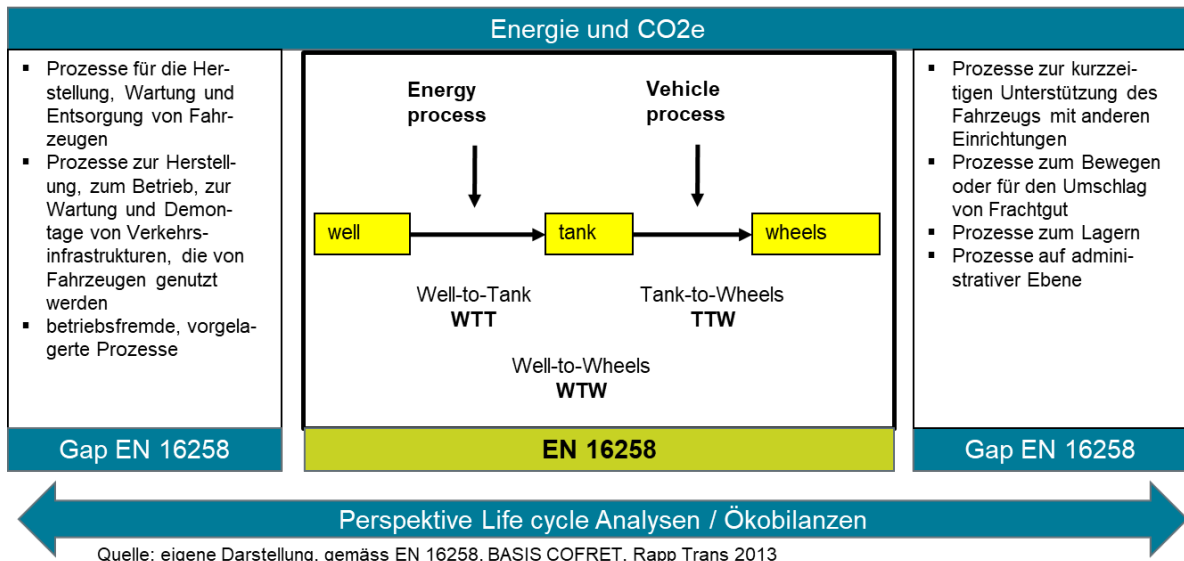 Energie und CO2e
▪ Prozesse für die Her-
stellung, Wartung und
Entsorgung von Fahr-
zeugen
▪ Prozesse zur Herstell-
ung, zum Betrieb, zur
Wartung und Demon-
tage von Verkehrs-
infrastrukturen, die von
Fahrzeugen genutzt
werden
▪ betriebsfremde, vorgela-
gerte Prozesse
Gap EN 16258
Energy
process
Vehicle
process
well
tank
wheels
Well-to-Tank
WTT
Tank-to-Wheels
TTW
Well-to-Wheels
WTW
EN 16258
▪ Prozesse zur kurzzei-
tigen Unterstützung des
Fahrzeugs mit anderen
Einrichtungen
▪ Prozesse zum Bewegen
oder für den Umschlag
von Frachtgut
▪ Prozesse zum Lagern
▪ Prozesse auf admini-
strativer Ebene
Gap EN 16258
Perspektive Life cycle Analysen / Ökobilanzen
Quelle: eigene Darstellung, gemäss EN 16258, BASIS COFRET, Rapp Trans 2013